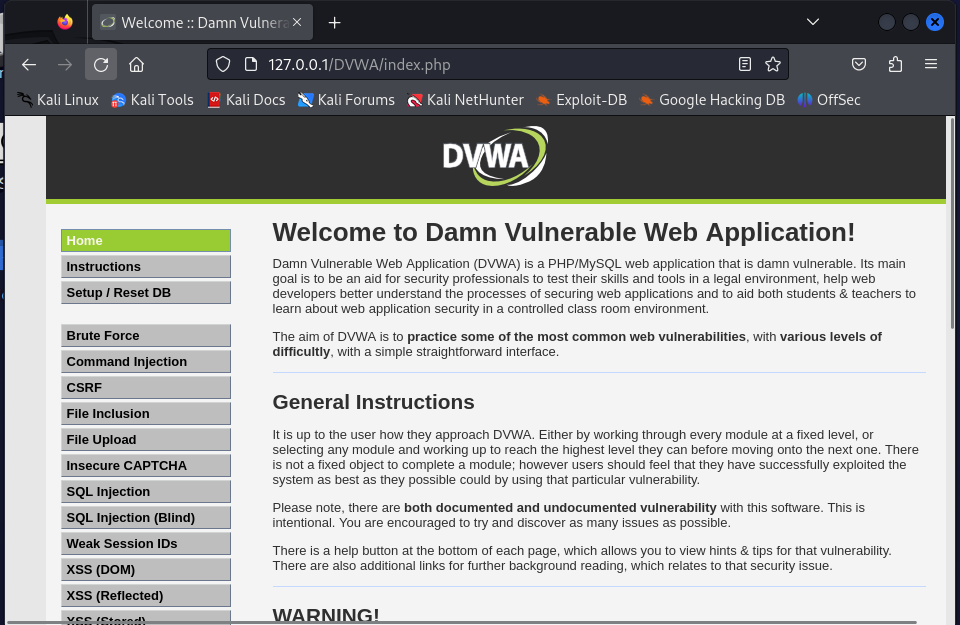 Welcome :: Damn Vulnera
127.0.0.1/DVWA/index.php
Kali Linux
Kali Tools
Kali Docs
Kali Forums
Kali NetHunter
Exploit-DB
Google Hacking DB
OffSec
DVWA
Home
Instructions
Setup / Reset DB
Brute Force
Command Injection
CSRF
File Inclusion
File Upload
Insecure CAPTCHA
SQL Injection
SQL Injection (Blind)
Weak Session IDs
XSS (DOM)
XSS (Reflected)
XSS (Stored)
Welcome to Damn Vulnerable Web Application!
Damn Vulnerable Web Application (DVWA) is a PHP/MySQL web application that is damn vulnerable. Its main
goal is to be an aid for security professionals to test their skills and tools in a legal environment, help web
developers better understand the processes of securing web applications and to aid both students & teachers to
learn about web application security in a controlled class room environment.
The aim of DVWA is to practice some of the most common web vulnerabilities, with various levels of
difficultly, with a simple straightforward interface.
General Instructions
It is up to the user how they approach DVWA. Either by working through every module at a fixed level, or
selecting any module and working up to reach the highest level they can before moving onto the next one. There
is not a fixed object to complete a module; however users should feel that they have successfully exploited the
system as best as they possible could by using that particular vulnerability.
Please note, there are both documented and undocumented vulnerability with this software. This is
intentional. You are encouraged to try and discover as many issues as possible.
There is a help button at the bottom of each page, which allows you to view hints & tips for that vulnerability.
There are also additional links for further background reading, which relates to that security issue.
WARNING!